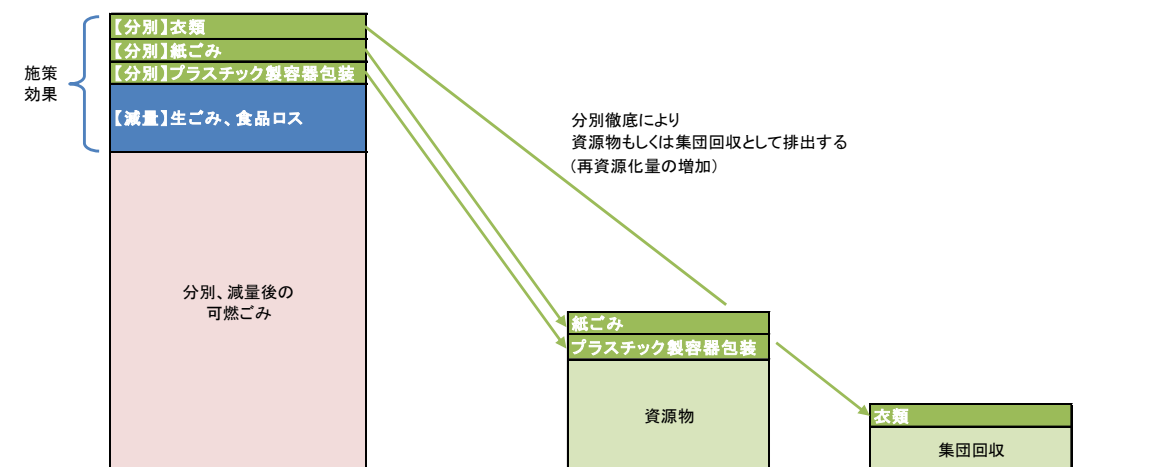 【分別】衣類
【分別】紙ごみ
【分別】プラスチック製容器包装
施策
効果
【減量】生ごみ、食品ロス
分別徹底により
資源物もしくは集団回収として排出する
（再資源化量の増加）
分別、減量後の
可燃ごみ
紙ごみ
プラスチック製容器包装
資源物
衣類
集団回収